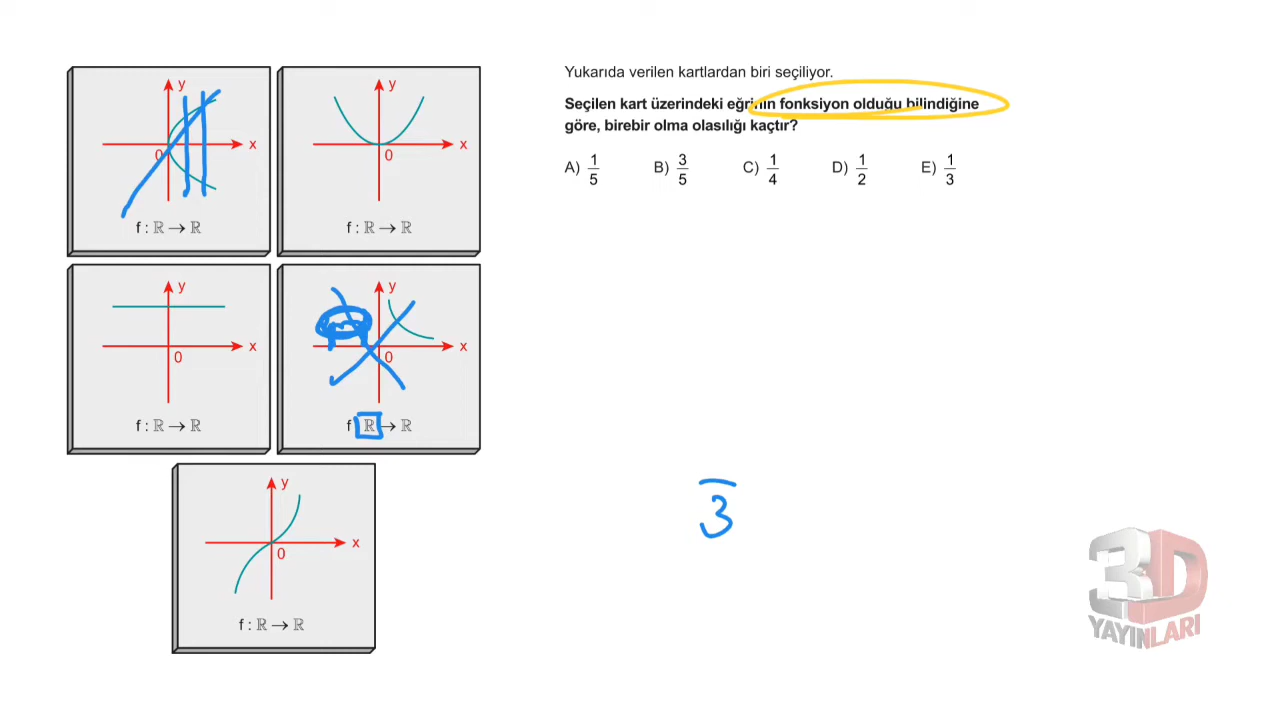 y
x
0
f : ℝ → ℝ
y
x
0
f : ℝ → ℝ
y
x
0
f : ℝ → ℝ
y
x
0
f ℝ → ℝ
y
x
0
f : ℝ → ℝ
Yukarıda verilen kartlardan biri seçiliyor.
Seçilen kart üzerindeki eğrinin fonksiyon olduğu bilindiğine
göre, birebir olma olasılığı kaçtır?
A) 1/5 B) 3/5 C) 1/4 D) 1/2 E) 1/3
3
3D
YAYINLARI